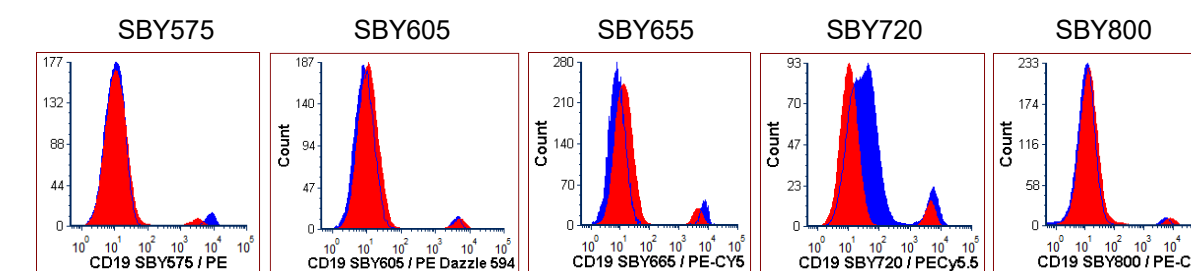 SBY575 SBY605 SBY655 SBY720 SBY800
177 187 280 93 233
132 140 210 70 174
88 94 140 47 116
44 47 70 23 58
0 0 0 0 0
Count Count Count Count
10^0 10^1 10^2 10^3 10^4 10^5 10^0 10^1 10^2 10^3 10^4 10^5 10^0 10^1 10^2 10^3 10^4 10^5 10^0 10^1 10^2 10^3 10^4 10^5 10^0 10^1 10^2 10^3 10^4
CD19 SBY575 / PE CD19 SBY605 / PE Dazzle 594 CD19 SBY665 / PE-CY5 CD19 SBY720 / PECy5.5 CD19 SBY800 / PE-C